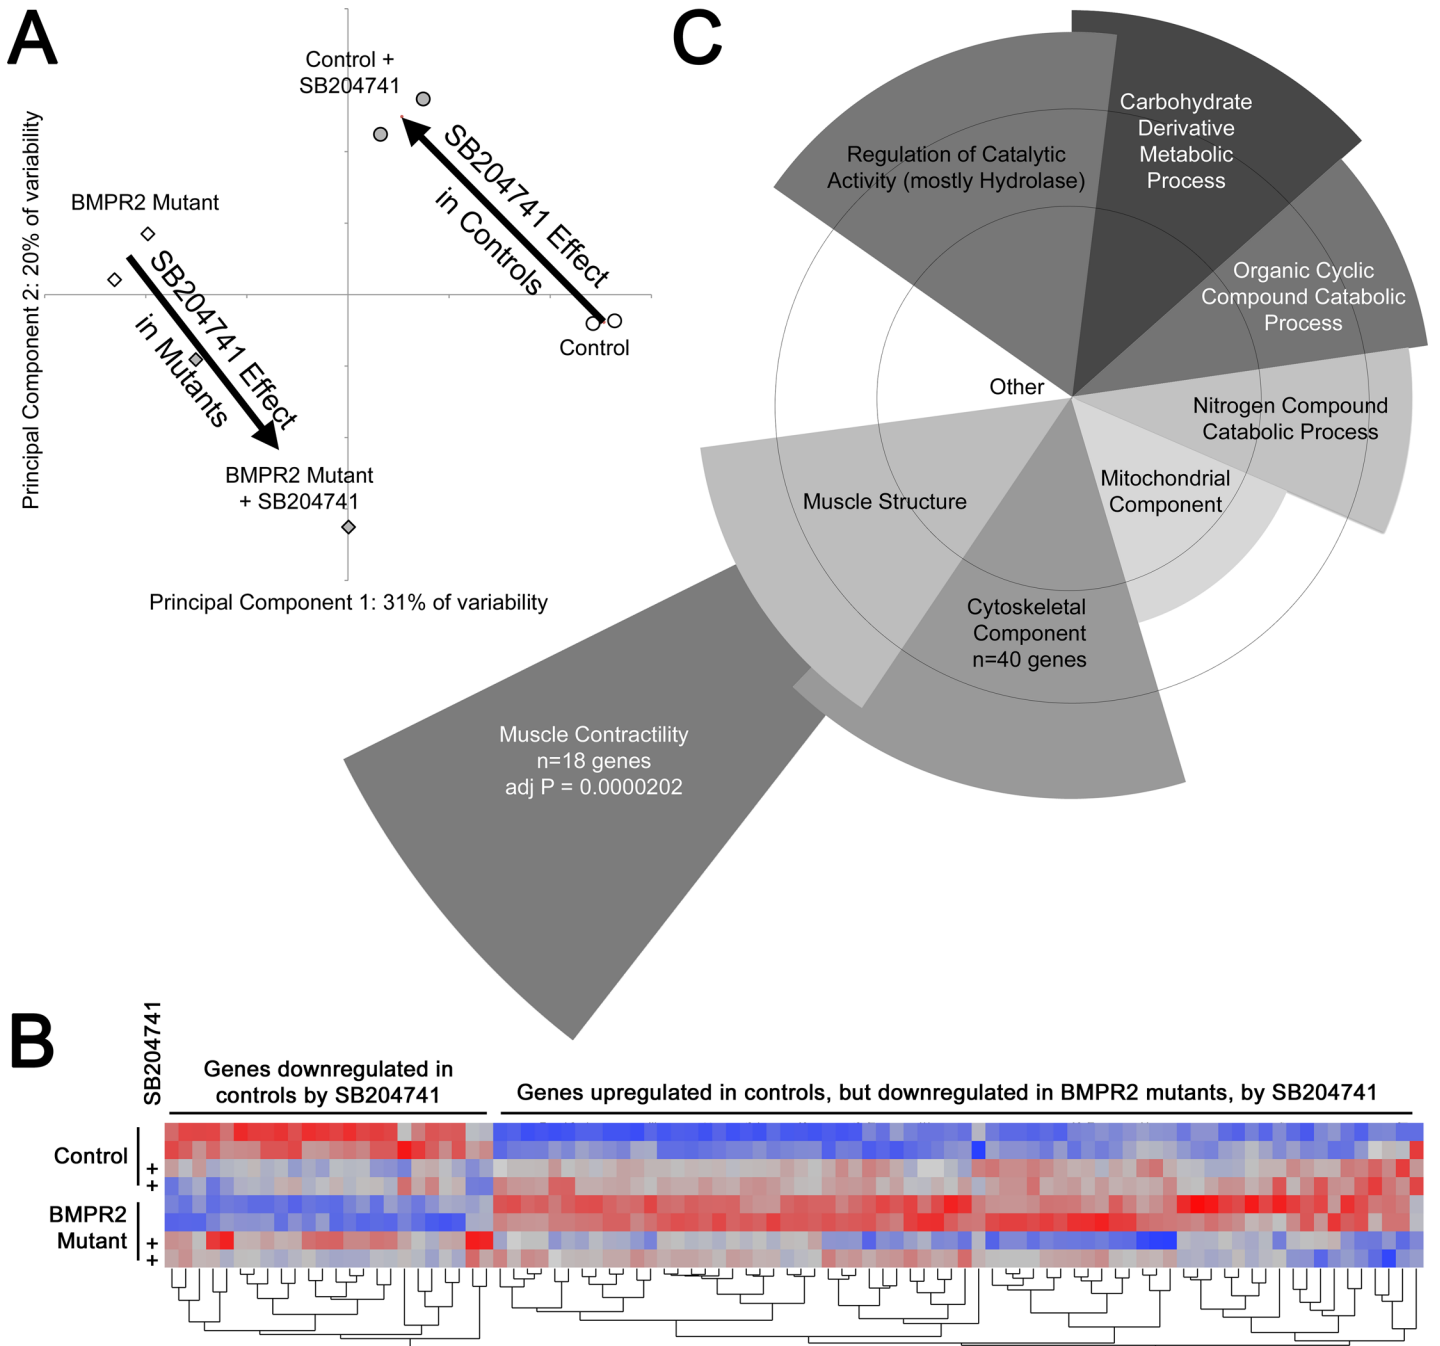 A
Control +
SB204741
SB204741 Effect
in Controls
BMPR2 Mutant
SB204741 Effect
in Mutants
Control
BMPR2 Mutant
+ SB204741
Principal Component 2: 20% of variability
Principal Component 1: 31% of variability
C
Carbohydrate
Derivative
Metabolic
Process
Regulation of Catalytic
Activity (mostly Hydrolase)
Organic Cyclic
Compound Catabolic
Process
Other
Nitrogen Compound
Catabolic Process
Mitochondrial
Component
Muscle Structure
Cytoskeletal
Component
n=40 genes
Muscle Contractility
n=18 genes
adj P = 0.0000202
B
SB204741
Genes downregulated in
controls by SB204741
Genes upregulated in controls, but downregulated in BMPR2 mutants, by SB204741
Control
+
+
BMPR2
Mutant
+
+